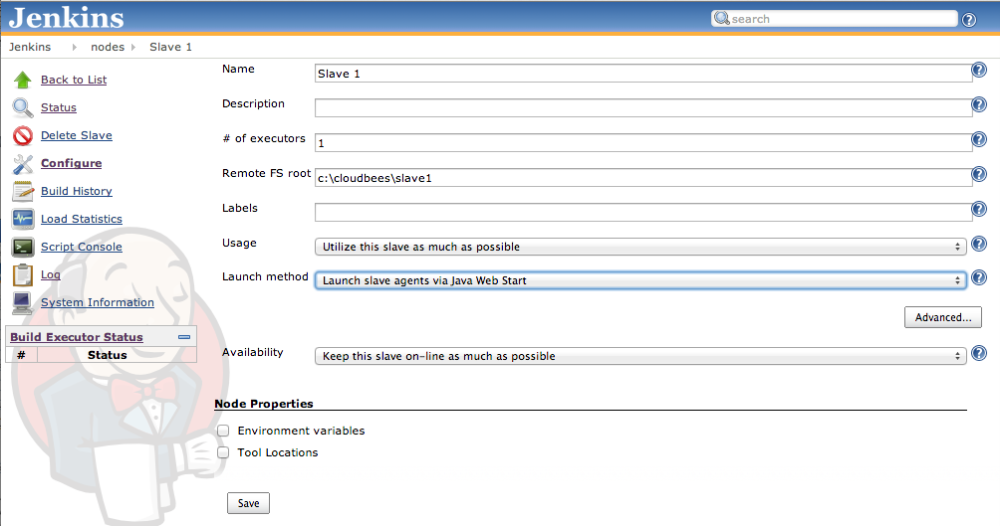 Jenkins
search
Jenkins nodes Slave 1
Back to List
Status
Delete Slave
Configure
Build History
Load Statistics
Script Console
Log
System Information
Build Executor Status
# Status
Name Slave 1
Description
# of executors 1
Remote FS root c:\cloudbees\slave1
Labels
Usage Utilize this slave as much as possible
Launch method Launch slave agents via Java Web Start
Advanced...
Availability Keep this slave on-line as much as possible
Node Properties
Environment variables
Tool Locations
Save